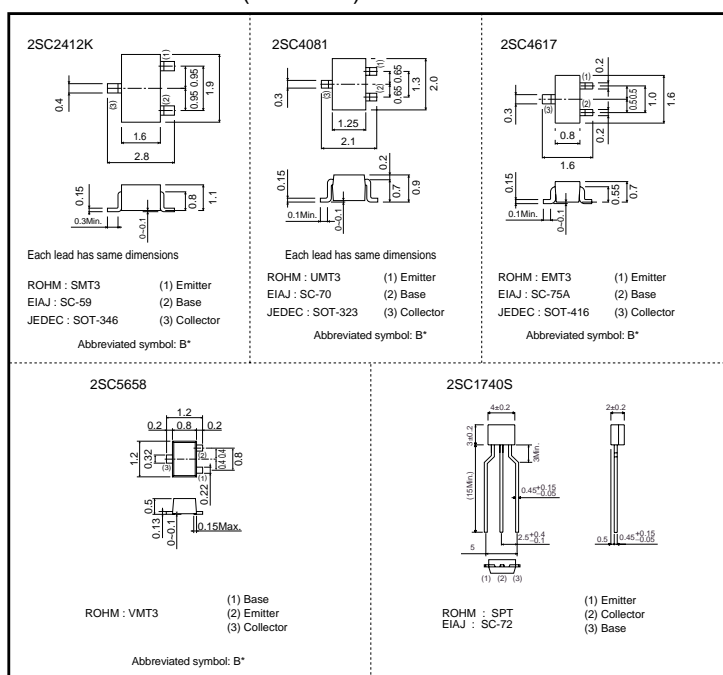 2SC2412K
(1)
(2)
(3)
0.95
0.95
1.9
0.4
1.6
2.8
0.15
0.3Min.
0~0.1
0.8
1.1
Each lead has same dimensions
ROHM : SMT3 (1) Emitter
EIAJ : SC-59 (2) Base
JEDEC : SOT-346 (3) Collector
Abbreviated symbol: B*
2SC4081
(1)
(2)
(3)
0.65
0.65
1.3
2.0
0.3
1.25
2.1
0.2
0.15
0.1Min.
0~0.1
0.7
0.9
Each lead has same dimensions
ROHM : UMT3 (1) Emitter
EIAJ : SC-70 (2) Base
JEDEC : SOT-323 (3) Collector
Abbreviated symbol: B*
2SC4617
(1)
(2)
(3)
0.2
0.5
0.5
1.0
1.6
0.3
0.8
0.2
1.6
0.15
0.1Min.
0~0.1
0.55
0.7
ROHM : EMT3 (1) Emitter
EIAJ : SC-75A (2) Base
JEDEC : SOT-416 (3) Collector
Abbreviated symbol: B*
2SC5658
1.2
0.2 0.8 0.2
1.2
0.32
(3)
(2)
(1)
0.4
0.4
0.8
0.22
0.5
0.13
0~0.1
0.15Max.
ROHM : VMT3
(1) Base
(2) Emitter
(3) Collector
Abbreviated symbol: B*
2SC1740S
4±0.2
2±0.2
3±0.2
3Min.
(15Min.)
0.45+0.15
−0.05
2.5+0.4
−0.1
5
0.5
0.45+0.15
−0.05
(1) (2) (3)
ROHM : SPT
EIAJ : SC-72
(1) Emitter
(2) Collector
(3) Base